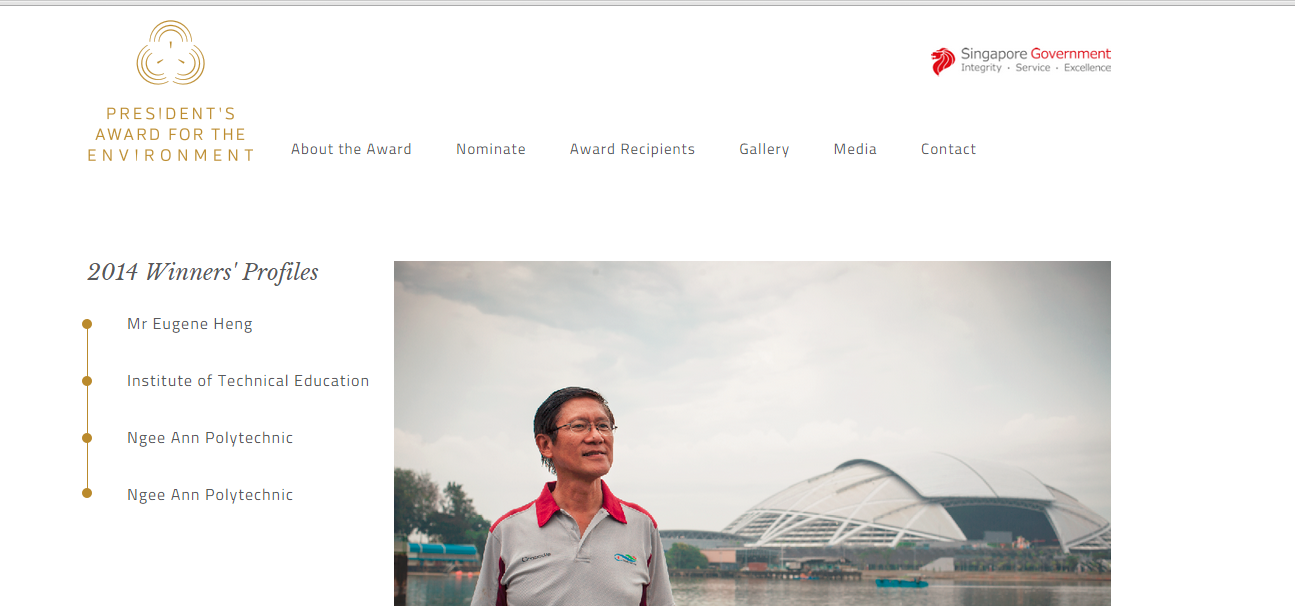 PRESIDENT'S
AWARD FOR THE
ENVIRONMENT
Singapore Government
Integrity · Service · Excellence
About the Award Nominate Award Recipients Gallery Media Contact
2014 Winners' Profiles
Mr Eugene Heng
Institute of Technical Education
Ngee Ann Polytechnic
Ngee Ann Polytechnic